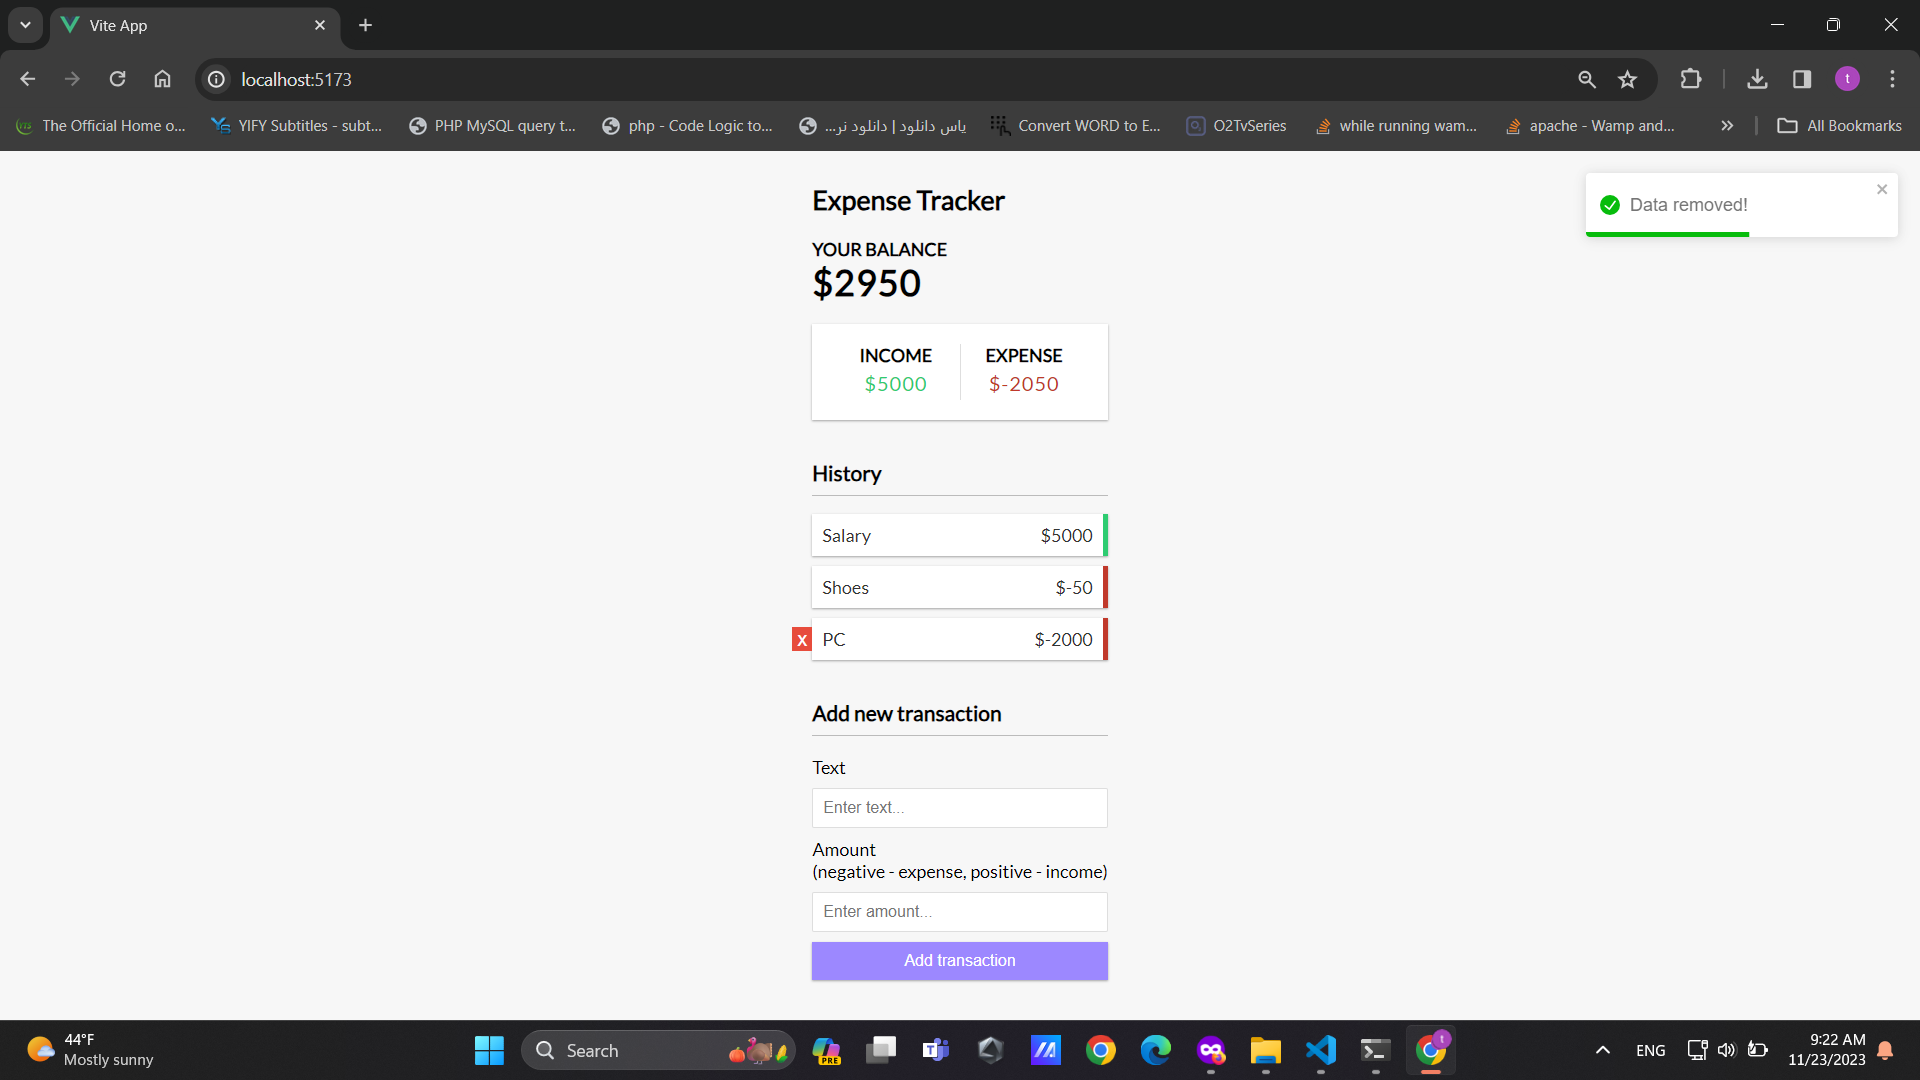 Vite App
localhost:5173
t
The Official Home o...
YIFY Subtitles - subt...
PHP MySQL query t...
php - Code Logic to...
یاس دانلود | دانلود نر...
Convert WORD to E...
O2TvSeries
while running wam...
apache - Wamp and...
All Bookmarks
Data removed!
Expense Tracker
YOUR BALANCE
$2950
INCOME EXPENSE
$5000 $-2050
History
Salary $5000
Shoes $-50
x PC $-2000
Add new transaction
Text
Enter text...
Amount
(negative - expense, positive - income)
Enter amount...
Add transaction
44°F
Mostly sunny
Search
PRE
t
ENG
9:22 AM
11/23/2023